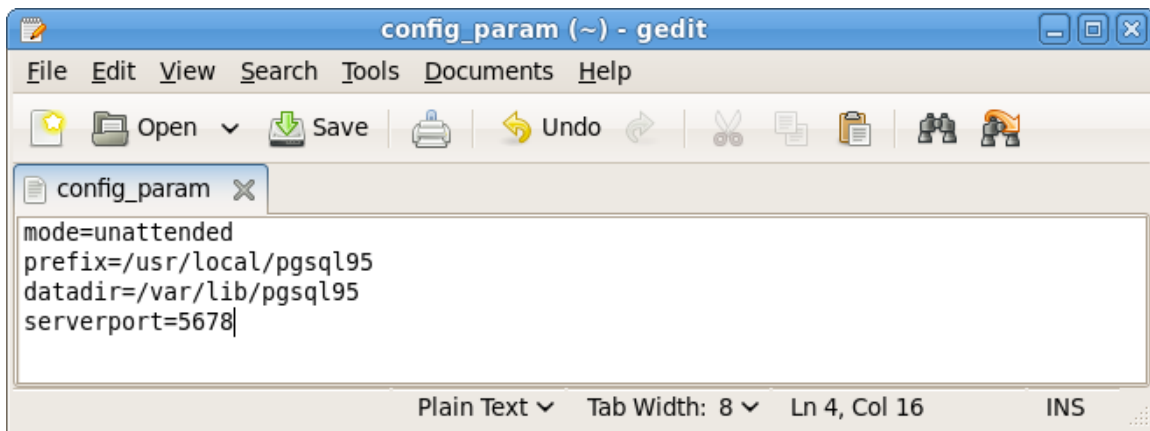 config_param (~) - gedit
File Edit View Search Tools Documents Help
Open Save Undo
config_param
mode=unattended
prefix=/usr/local/pgsql95
datadir=/var/lib/pgsql95
serverport=5678
Plain Text Tab Width: 8 Ln 4, Col 16 INS